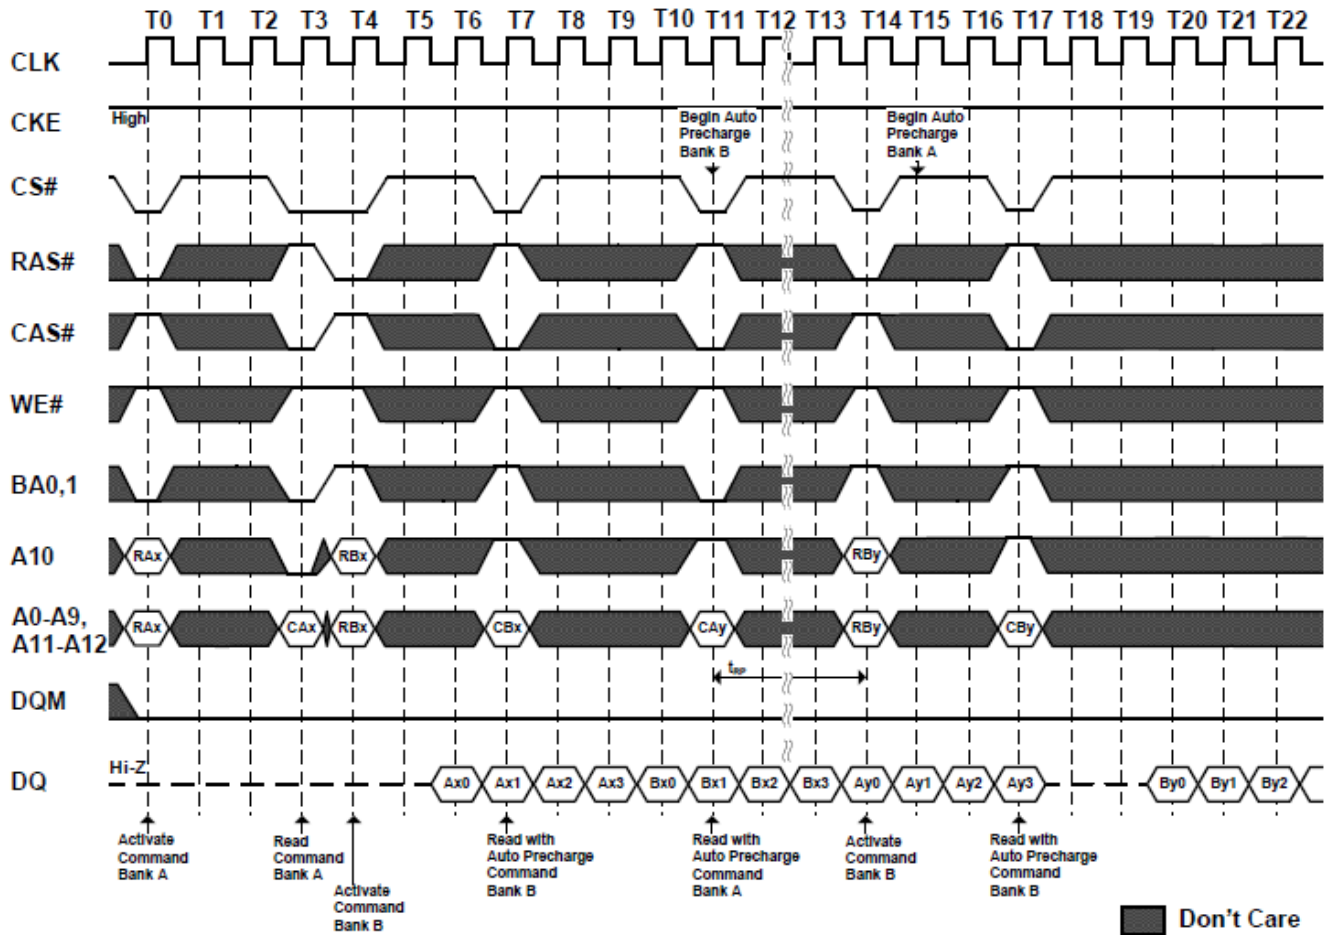 T0 T1 T2 T3 T4 T5 T6 T7 T8 T9 T10 T11 T12 T13 T14 T15 T16 T17 T18 T19 T20 T21 T22
CLK
CKE
High
Begin Auto
Precharge
Bank B
Begin Auto
Precharge
Bank A
CS#
RAS#
CAS#
WE#
BA0,1
A10
RAx RBx RBy
A0-A9,
A11-A12
RAx CAx RBx CBx CAy RBy CBy
tRP
DQM
DQ
Hi-Z
Ax0 Ax1 Ax2 Ax3 Bx0 Bx1 Bx2 Bx3 Ay0 Ay1 Ay2 Ay3 By0 By1 By2
Activate
Command
Bank A
Read
Command
Bank A
Activate
Command
Bank B
Read with
Auto Precharge
Command
Bank B
Read with
Auto Precharge
Command
Bank A
Activate
Command
Bank B
Read with
Auto Precharge
Command
Bank B
Don't Care